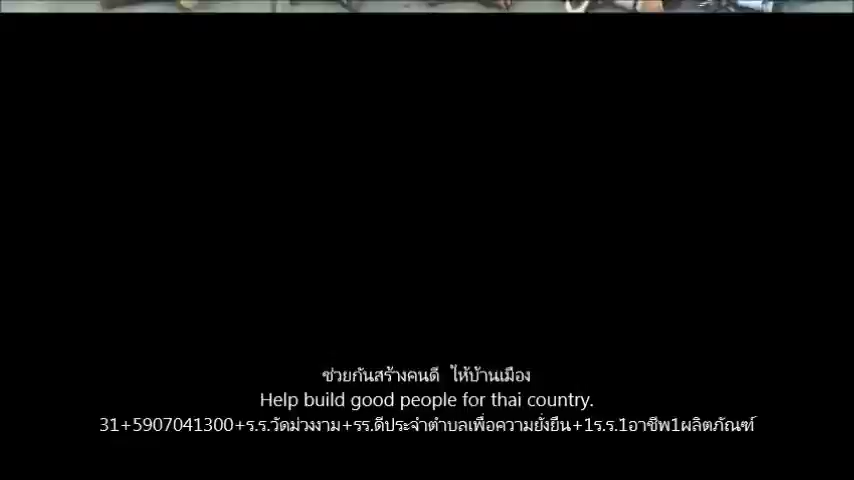 ช่วยกันสร้างคนดี ไห้บ้านเมือง
Help build good people for thai country.
31+5907041300+ร.ร.วัดม่วงงาม+รร.ดีประจำตำบลเพื่อความยั่งยืน+1ร.ร.1อาชีพ1ผลิตภัณฑ์